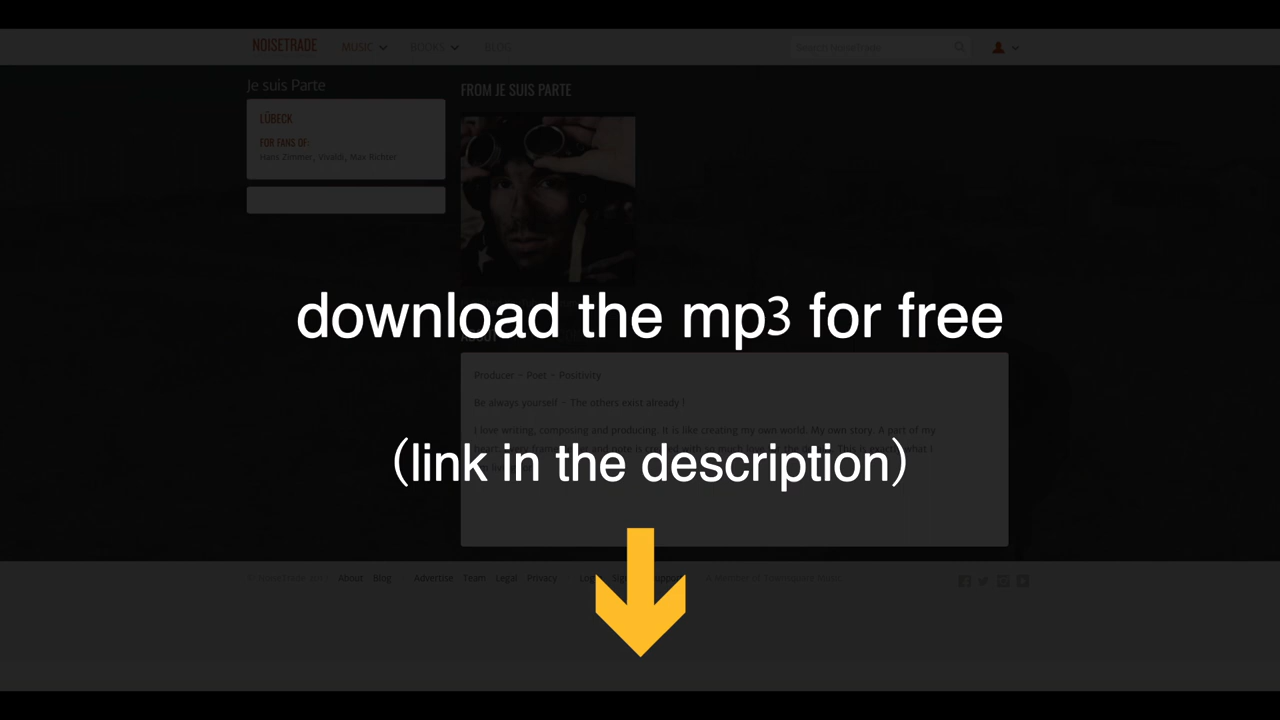 NOISETRADE MUSIC BOOKS BLOG Search NoiseTrade
Je suis Parte
FROM JE SUIS PARTE
LÜBECK
FOR FANS OF:
Hans Zimmer, Vivaldi, Max Richter
download the mp3 for free
ABOUT
Producer - Poet - Positivity
Be always yourself - The others exist already !
I love writing, composing and producing. It is like creating my own world. My own story. A part of my
(link in the description)
About Blog Advertise Team Legal Privacy